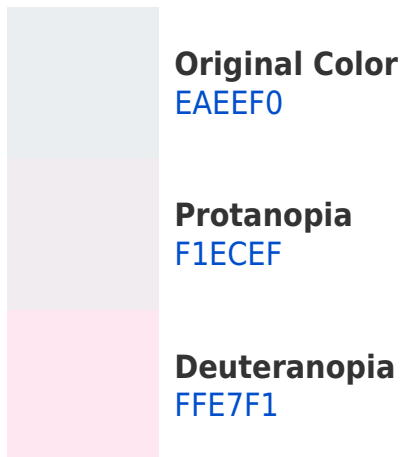 Original Color
EAEEF0
Protanopia
F1ECEF
Deuteranopia
FFE7F1